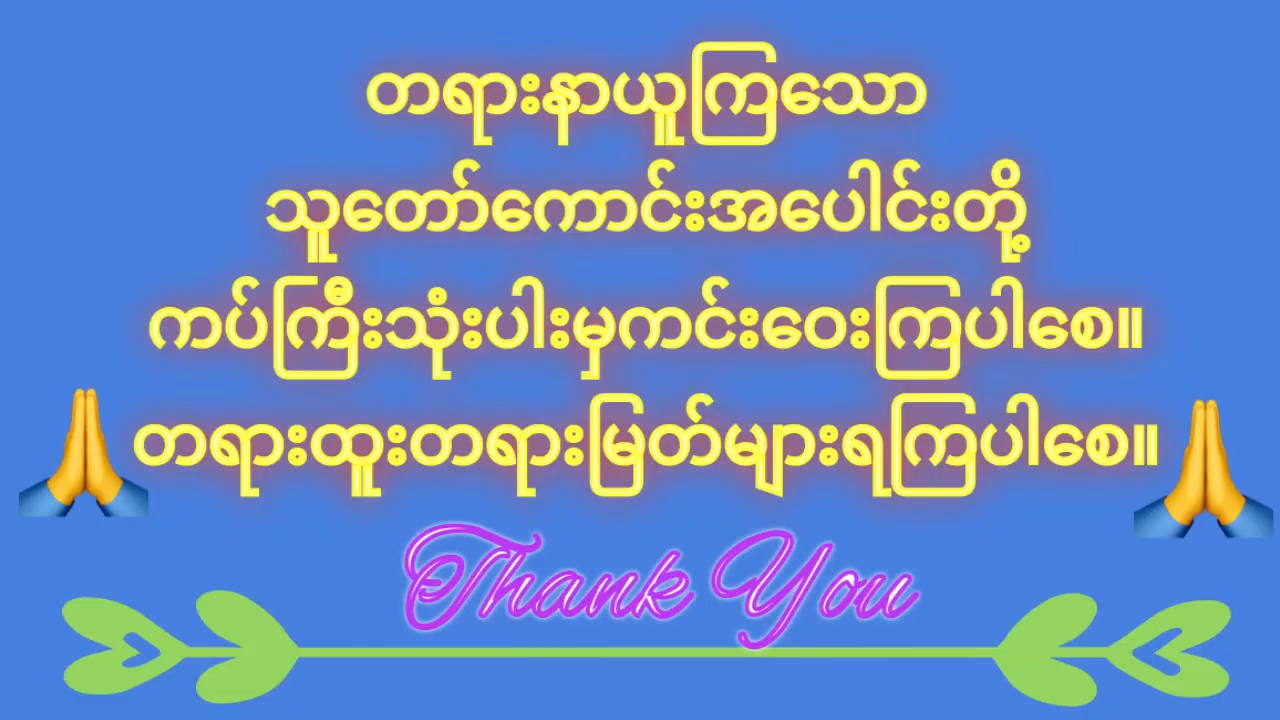 တရားနာယူကြသော
သူတော်ကောင်းအပေါင်းတို့
ကပ်ကြီးသုံးပါးမှကင်းဝေးကြပါစေ။
တရားထူးတရားမြတ်များရကြပါစေ။
Thank You